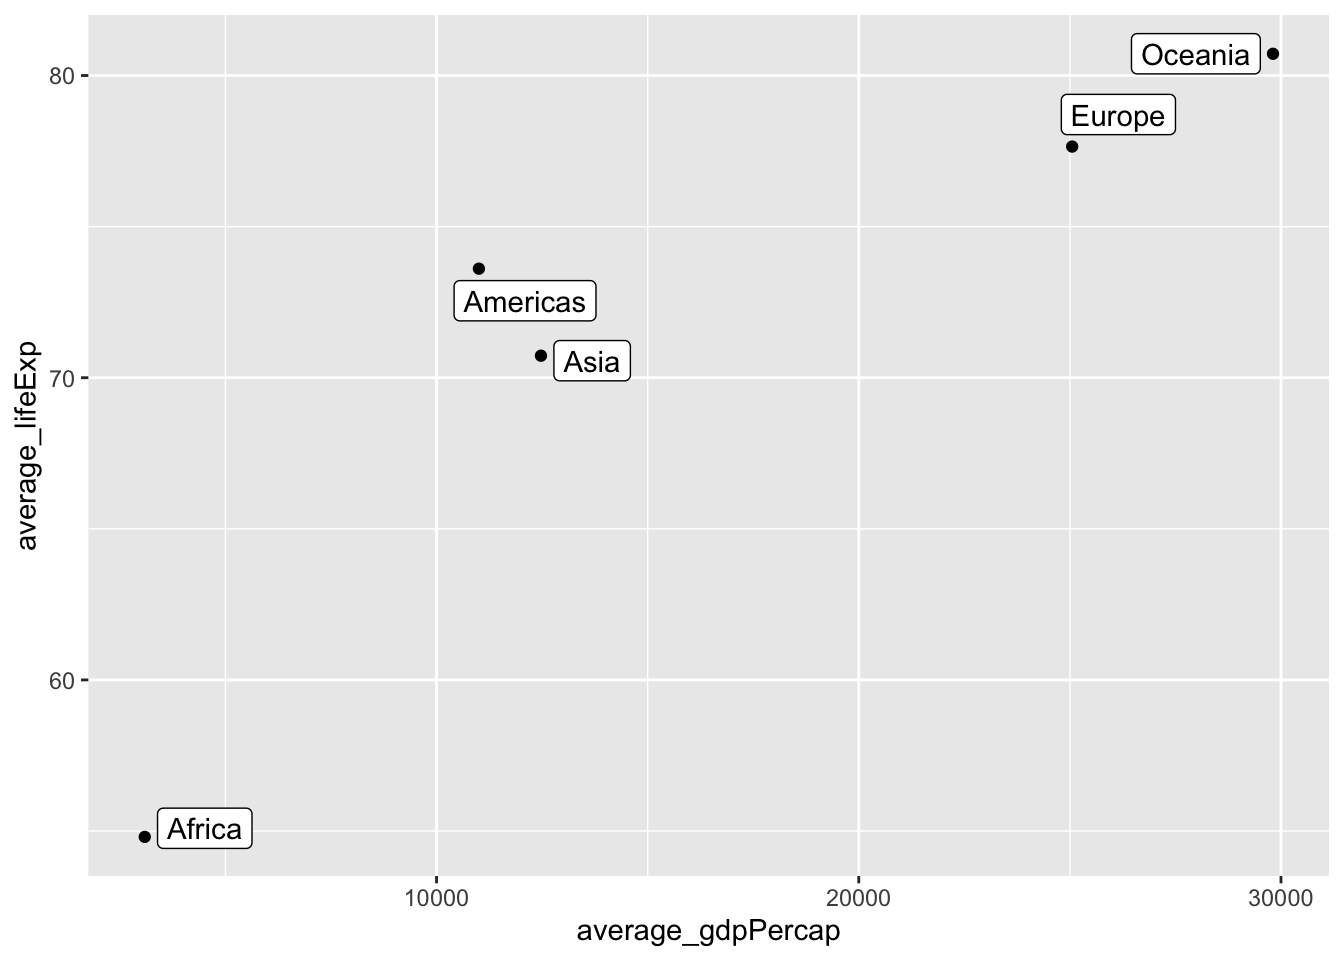 Oceania
80
Europe
Americas
Asia
70
average_lifeExp
60
Africa
10000
20000
30000
average_gdpPercap